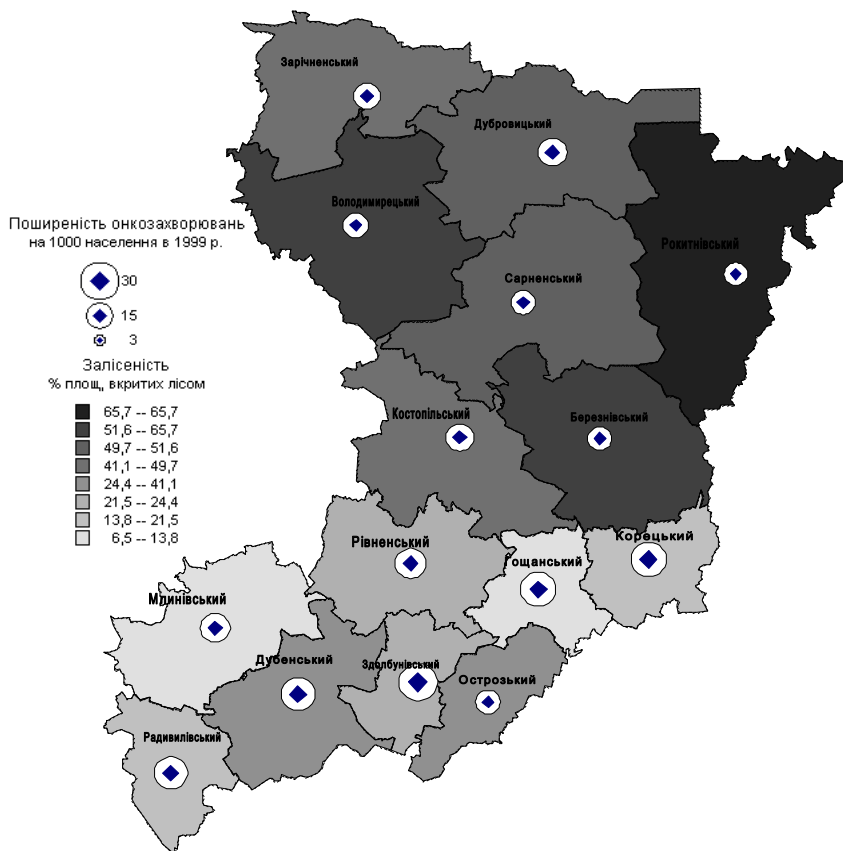 Зарічненський
Дубровицький
Володимирецький
Рокитнівський
Сарненський
Поширеність онкозахворювань
на 1000 населення в 1999 р.
30
15
3
Залісеність
% площ, вкритих лісом
65,7 -- 65,7
51,6 -- 65,7
49,7 -- 51,6
41,1 -- 49,7
24,4 -- 41,1
21,5 -- 24,4
13,8 -- 21,5
6,5 -- 13,8
Костопільський
Березнівський
Рівненський
Гощанський
Корецький
Млинівський
Дубенський
Здолбунівський
Острозький
Радивилівський